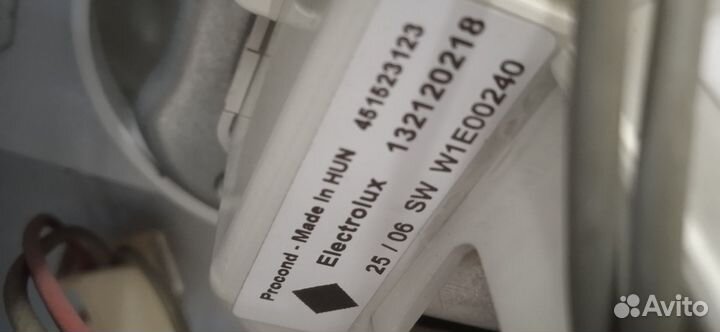 Procond - Made In HUN 451523123
Electrolux 132120218
25 / 06 SW W1E00240
Avito